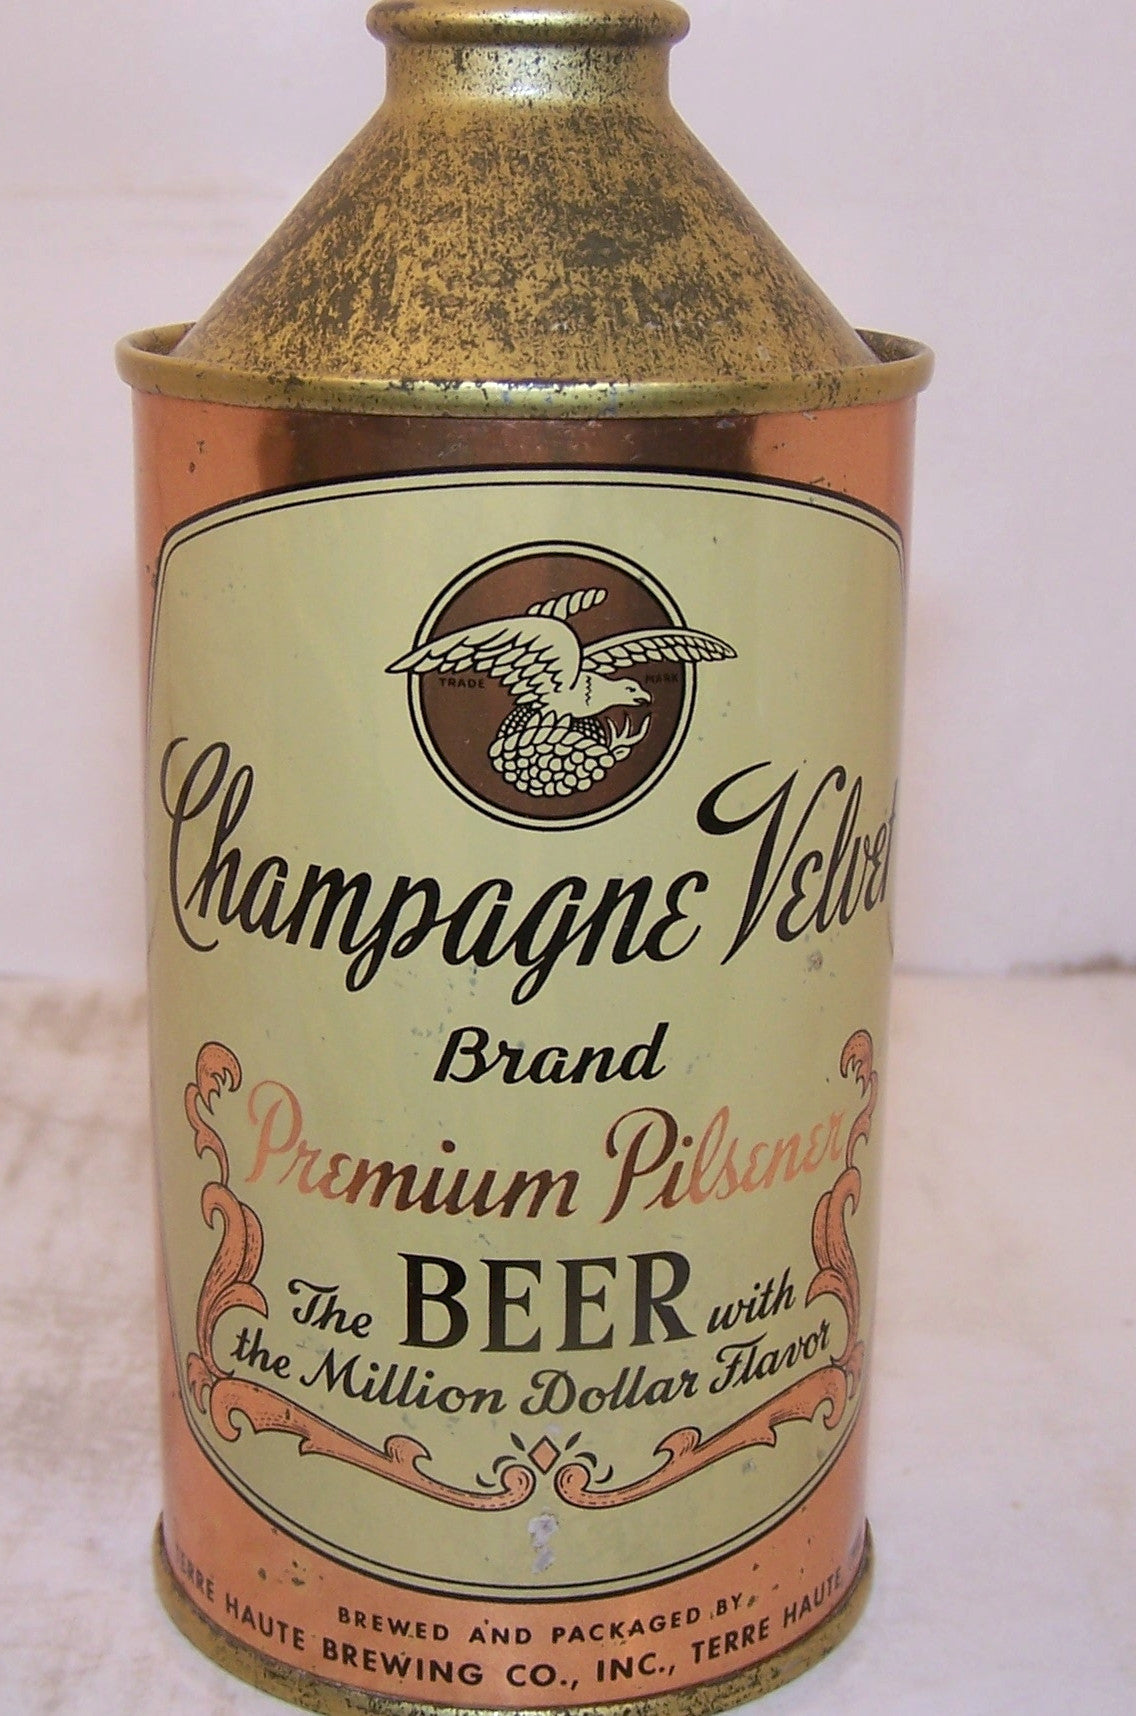 TRADE MARK
Champagne Velvet
Brand
Premium Pilsener
The BEER with
the Million Dollar Flavor
BREWED AND PACKAGED BY
TERRE HAUTE BREWING CO., INC., TERRE HAUTE